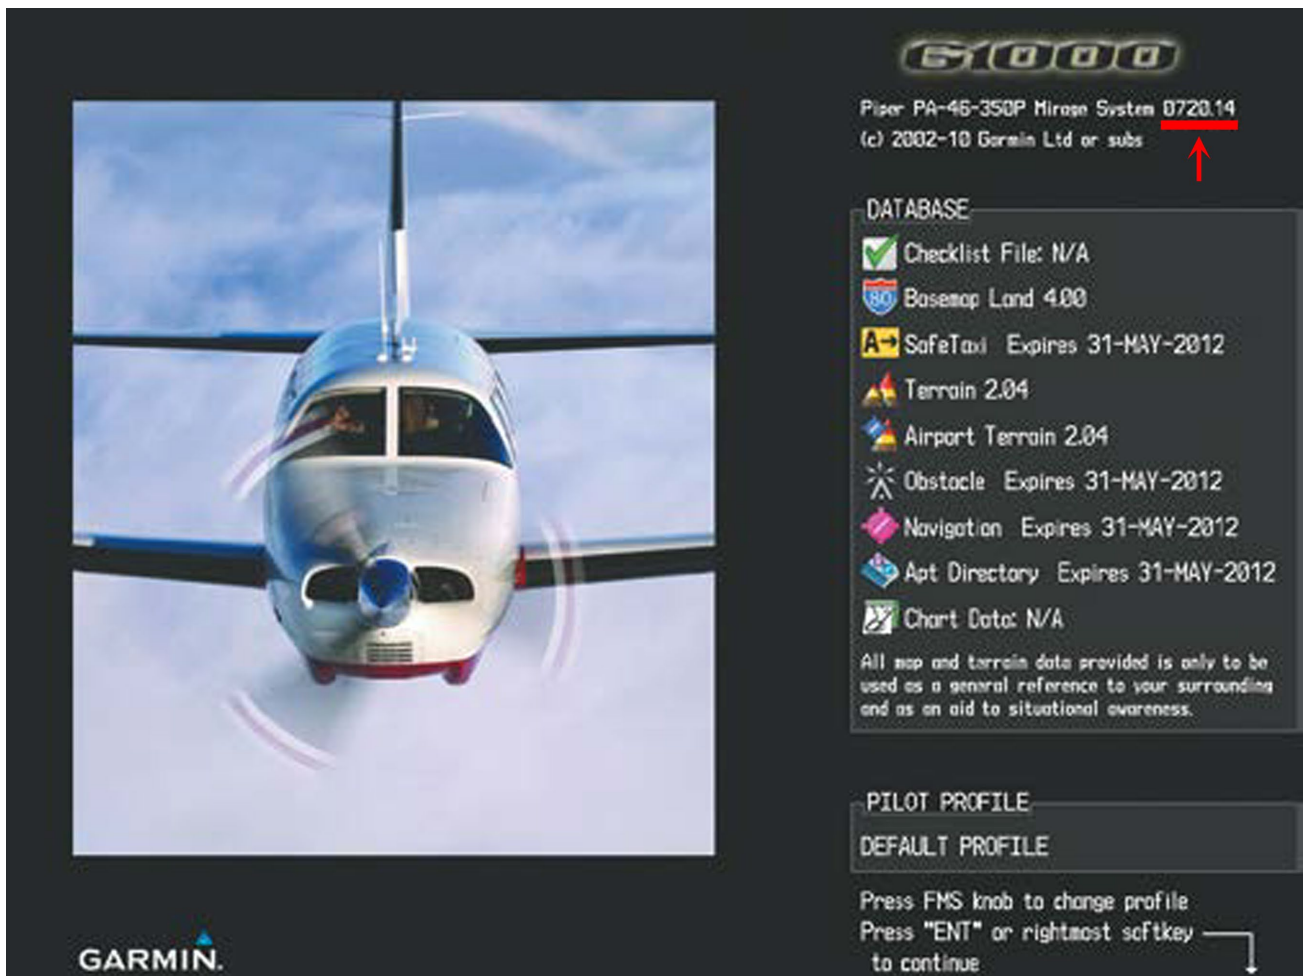 G1000
Piper PA-46-350P Mirage System 0720.14
(c) 2002-10 Garmin Ltd or subs
DATABASE
Checklist File: N/A
80 Basemap Land 4.00
A→ SafeTaxi Expires 31-MAY-2012
Terrain 2.04
Airport Terrain 2.04
Obstacle Expires 31-MAY-2012
Navigation Expires 31-MAY-2012
Apt Directory Expires 31-MAY-2012
Chart Data: N/A
All map and terrain data provided is only to be
used as a general reference to your surrounding
and as an aid to situational awareness.
PILOT PROFILE
DEFAULT PROFILE
Press FMS knob to change profile
Press "ENT" or rightmost softkey
to continue
GARMIN.